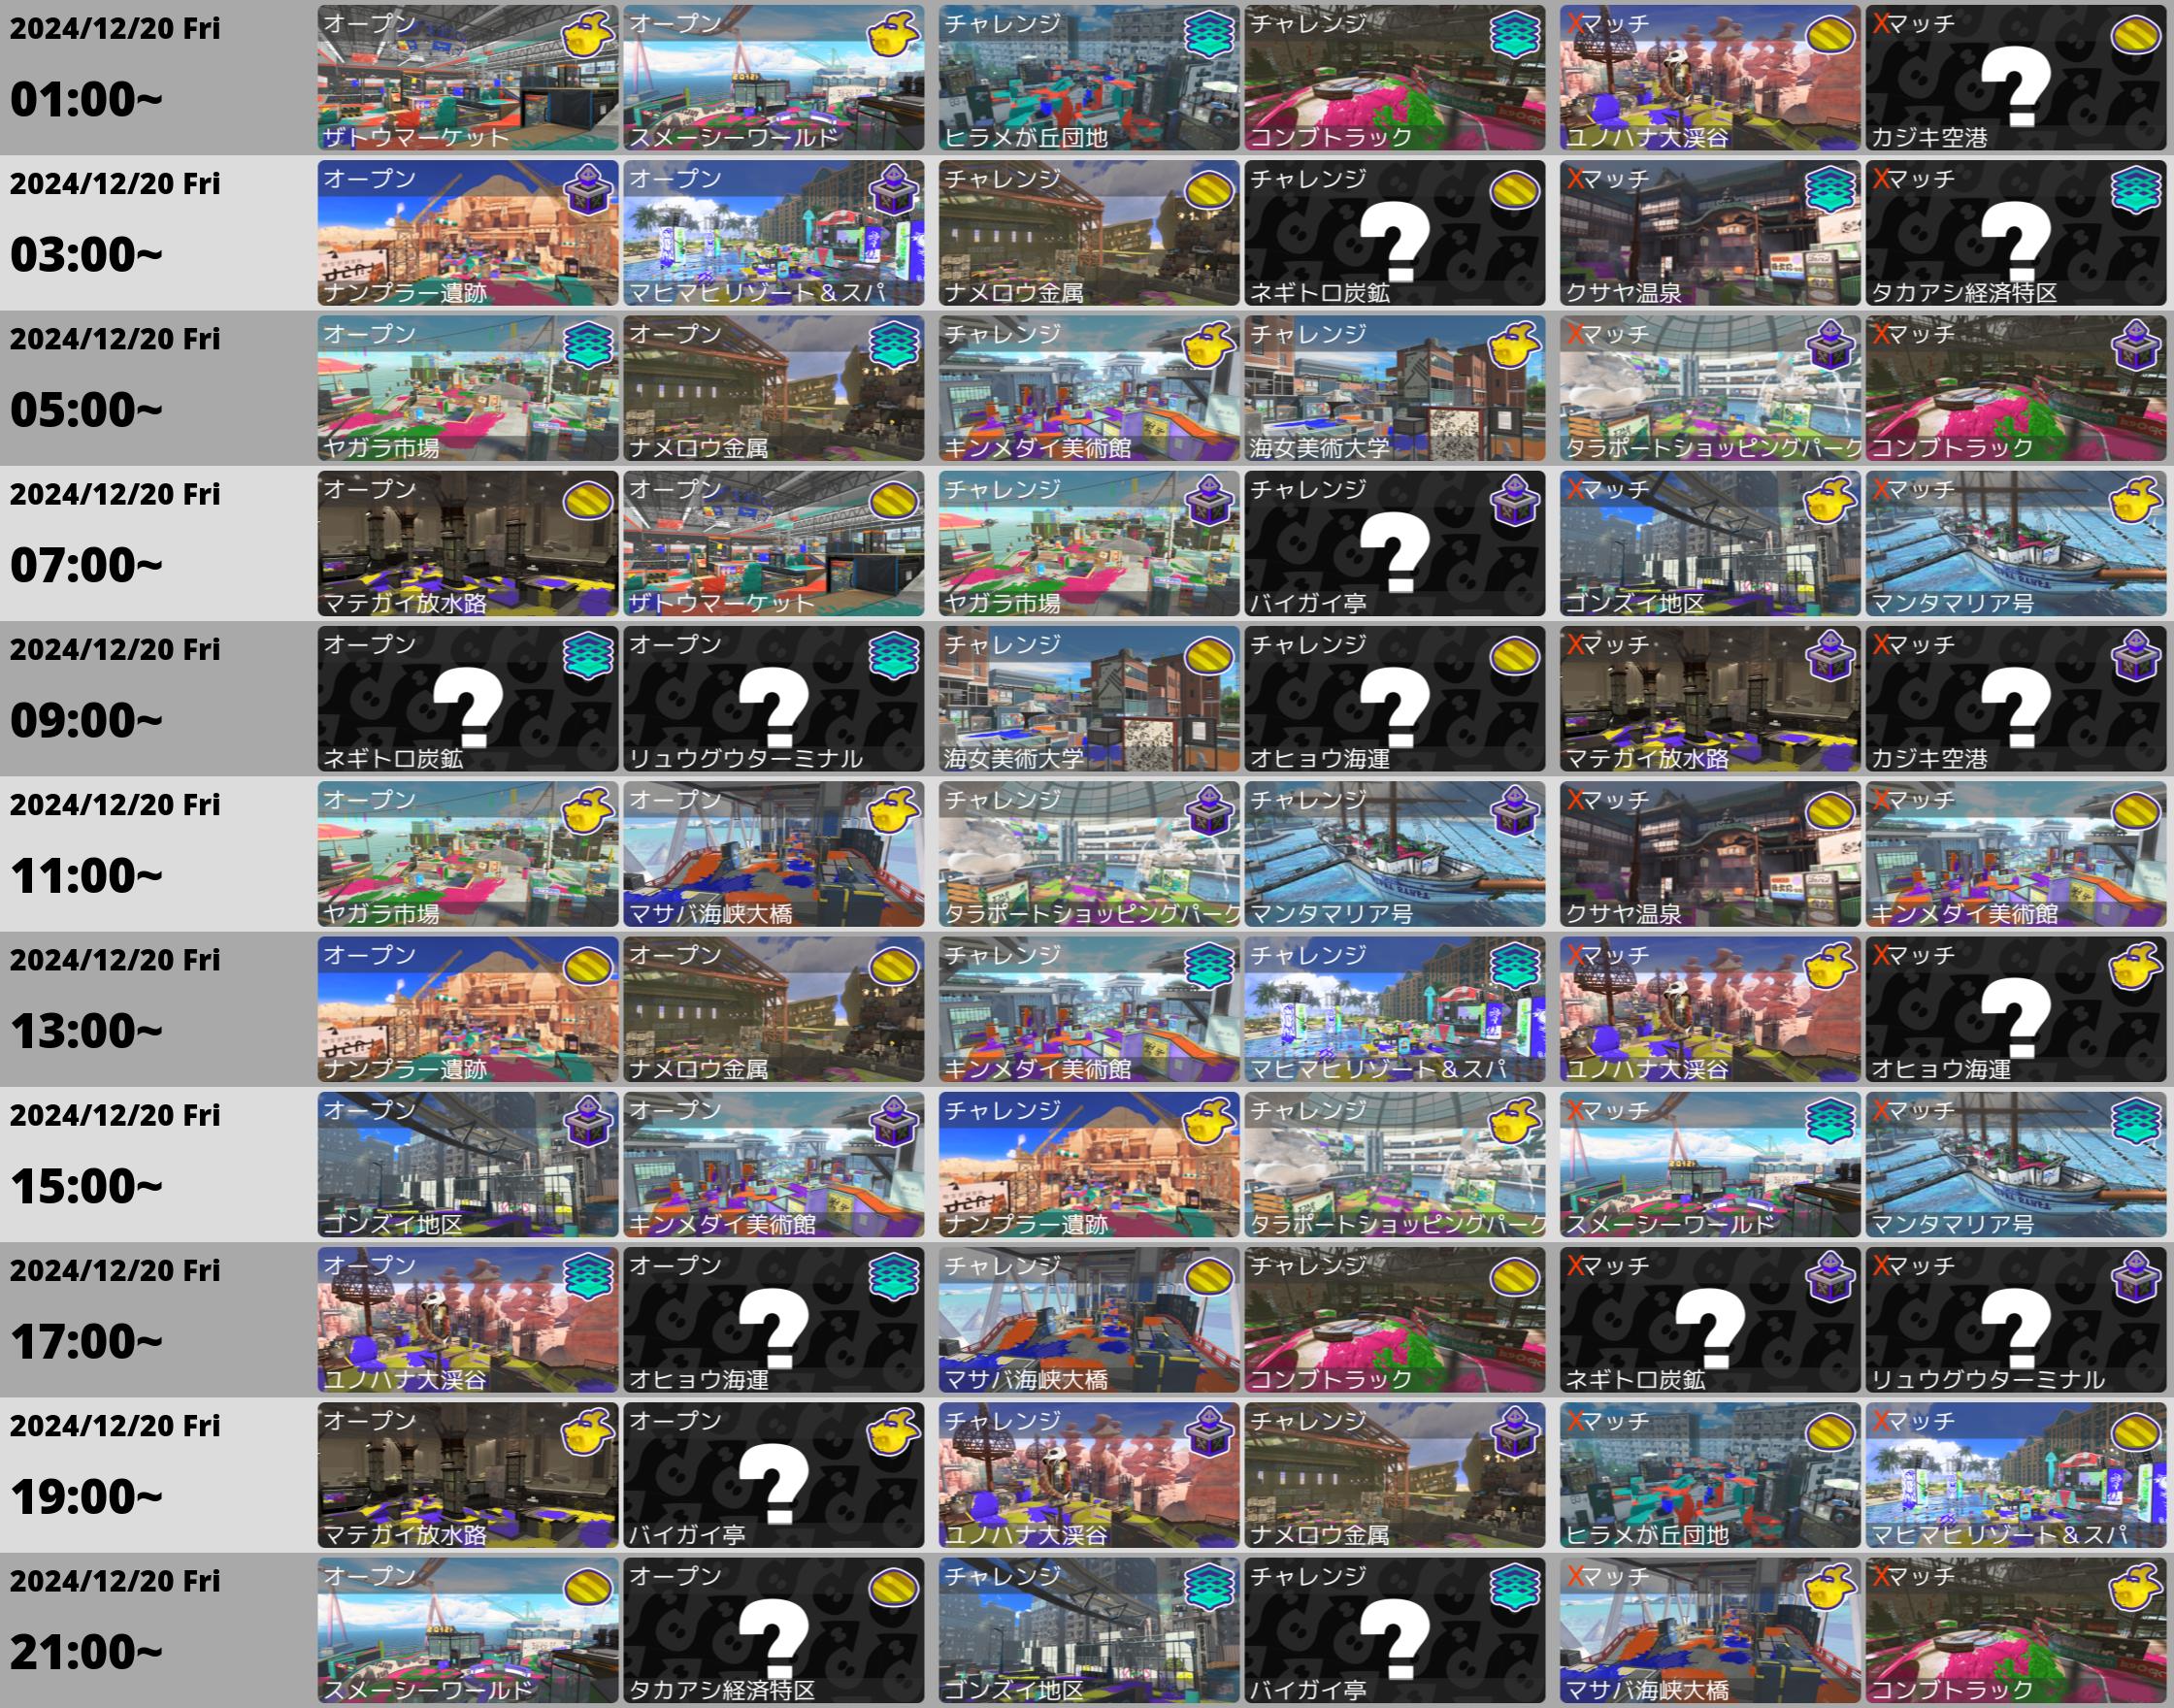 2024/12/20 Fri
01:00~
オープン
ザトウマーケット
オープン
スメーシーワールド
チャレンジ
ヒラメが丘団地
チャレンジ
コンブトラック
Xマッチ
ユノハナ大渓谷
Xマッチ
カジキ空港
2024/12/20 Fri
03:00~
オープン
ナンプラー遺跡
オープン
マヒマヒリゾート&スパ
チャレンジ
ナメロウ金属
チャレンジ
ネギトロ炭鉱
Xマッチ
クサヤ温泉
Xマッチ
タカアシ経済特区
2024/12/20 Fri
05:00~
オープン
ヤガラ市場
オープン
ナメロウ金属
チャレンジ
キンメダイ美術館
チャレンジ
海女美術大学
Xマッチ
タラポートショッピングパーク
Xマッチ
コンブトラック
2024/12/20 Fri
07:00~
オープン
マテガイ放水路
オープン
ザトウマーケット
チャレンジ
ヤガラ市場
チャレンジ
バイガイ亭
Xマッチ
ゴンズイ地区
Xマッチ
マンタマリア号
2024/12/20 Fri
09:00~
オープン
ネギトロ炭鉱
オープン
リュウグウターミナル
チャレンジ
海女美術大学
チャレンジ
オヒョウ海運
Xマッチ
マテガイ放水路
Xマッチ
カジキ空港
2024/12/20 Fri
11:00~
オープン
ヤガラ市場
オープン
マサバ海峡大橋
チャレンジ
タラポートショッピングパーク
チャレンジ
マンタマリア号
Xマッチ
クサヤ温泉
Xマッチ
キンメダイ美術館
2024/12/20 Fri
13:00~
オープン
ナンプラー遺跡
オープン
ナメロウ金属
チャレンジ
キンメダイ美術館
チャレンジ
マヒマヒリゾート&スパ
Xマッチ
ユノハナ大渓谷
Xマッチ
オヒョウ海運
2024/12/20 Fri
15:00~
オープン
ゴンズイ地区
オープン
キンメダイ美術館
チャレンジ
ナンプラー遺跡
チャレンジ
タラポートショッピングパーク
Xマッチ
スメーシーワールド
Xマッチ
マンタマリア号
2024/12/20 Fri
17:00~
オープン
ユノハナ大渓谷
オープン
オヒョウ海運
チャレンジ
マサバ海峡大橋
チャレンジ
コンブトラック
Xマッチ
ネギトロ炭鉱
Xマッチ
リュウグウターミナル
2024/12/20 Fri
19:00~
オープン
マテガイ放水路
オープン
バイガイ亭
チャレンジ
ユノハナ大渓谷
チャレンジ
ナメロウ金属
Xマッチ
ヒラメが丘団地
Xマッチ
マヒマヒリゾート&スパ
2024/12/20 Fri
21:00~
オープン
スメーシーワールド
オープン
タカアシ経済特区
チャレンジ
ゴンズイ地区
チャレンジ
バイガイ亭
Xマッチ
マサバ海峡大橋
Xマッチ
コンブトラック